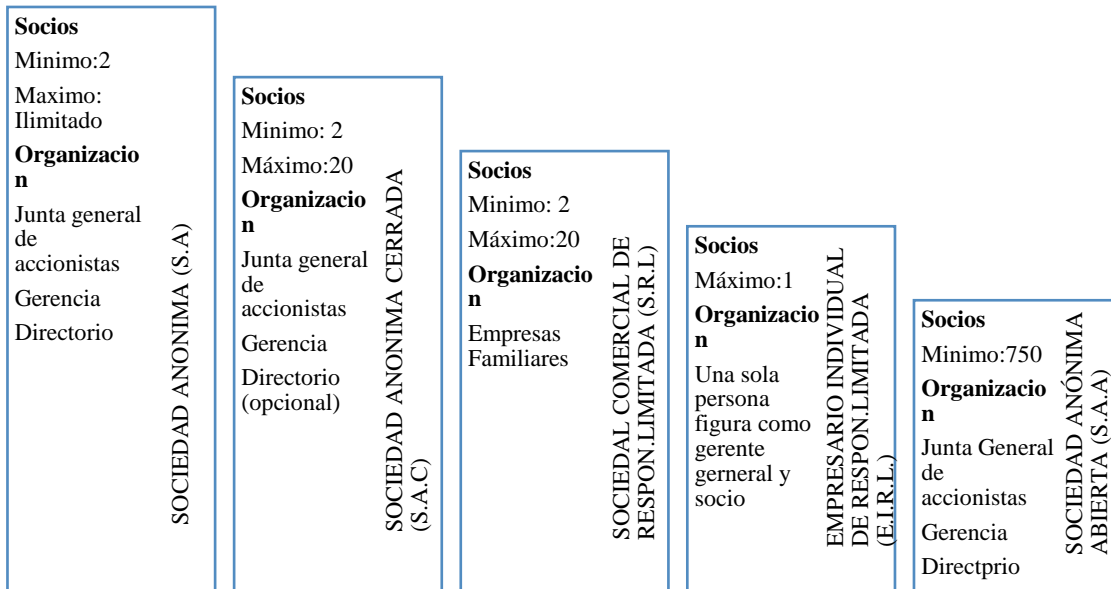 Socios
Minimo:2
Maximo:
Ilimitado
Organizacio
n
Junta general
de
accionistas
Gerencia
Directorio
SOCIEDAD ANONIMA (S.A)
Socios
Minimo: 2
Máximo:20
Organizacio
n
Junta general
de
accionistas
Gerencia
Directorio
(opcional)
SOCIEDAD ANONIMA CERRADA
(S.A.C)
Socios
Minimo: 2
Máximo:20
Organizacio
n
Empresas
Familiares
SOCIEDAL COMERCIAL DE
RESPON.LIMITADA (S.R.L)
Socios
Máximo:1
Organizacio
n
Una sola
persona
figura como
gerente
gerneral y
socio
EMPRESARIO INDIVIDUAL
DE RESPON.LIMITADA
(E.I.R.L.)
Socios
Minimo:750
Organizacio
n
Junta General
de
accionistas
Gerencia
Directprio
SOCIEDAD ANÓNIMA
ABIERTA (S.A.A)